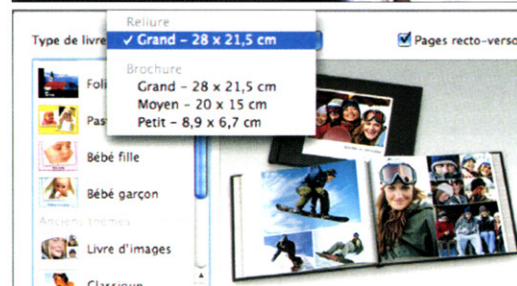 Reliure
Type de livre
✓ Grand – 28 x 21,5 cm
Pages recto-verso
Brochure
Grand – 28 x 21,5 cm
Moyen – 20 x 15 cm
Petit – 8,9 x 6,7 cm
Bébé fille
Bébé garçon
Anciens thèmes
Livre d'images
Classique